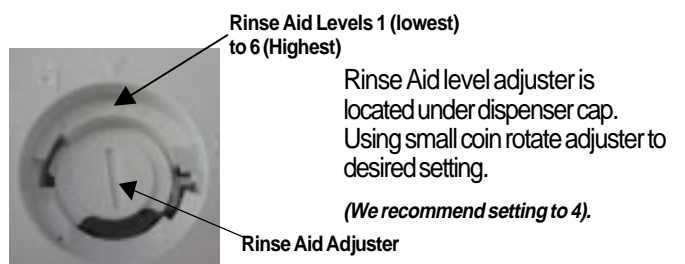 Rinse Aid Levels 1 (lowest)
to 6 (Highest)
Rinse Aid level adjuster is
located under dispenser cap.
Using small coin rotate adjuster to
desired setting.
(We recommend setting to 4).
Rinse Aid Adjuster